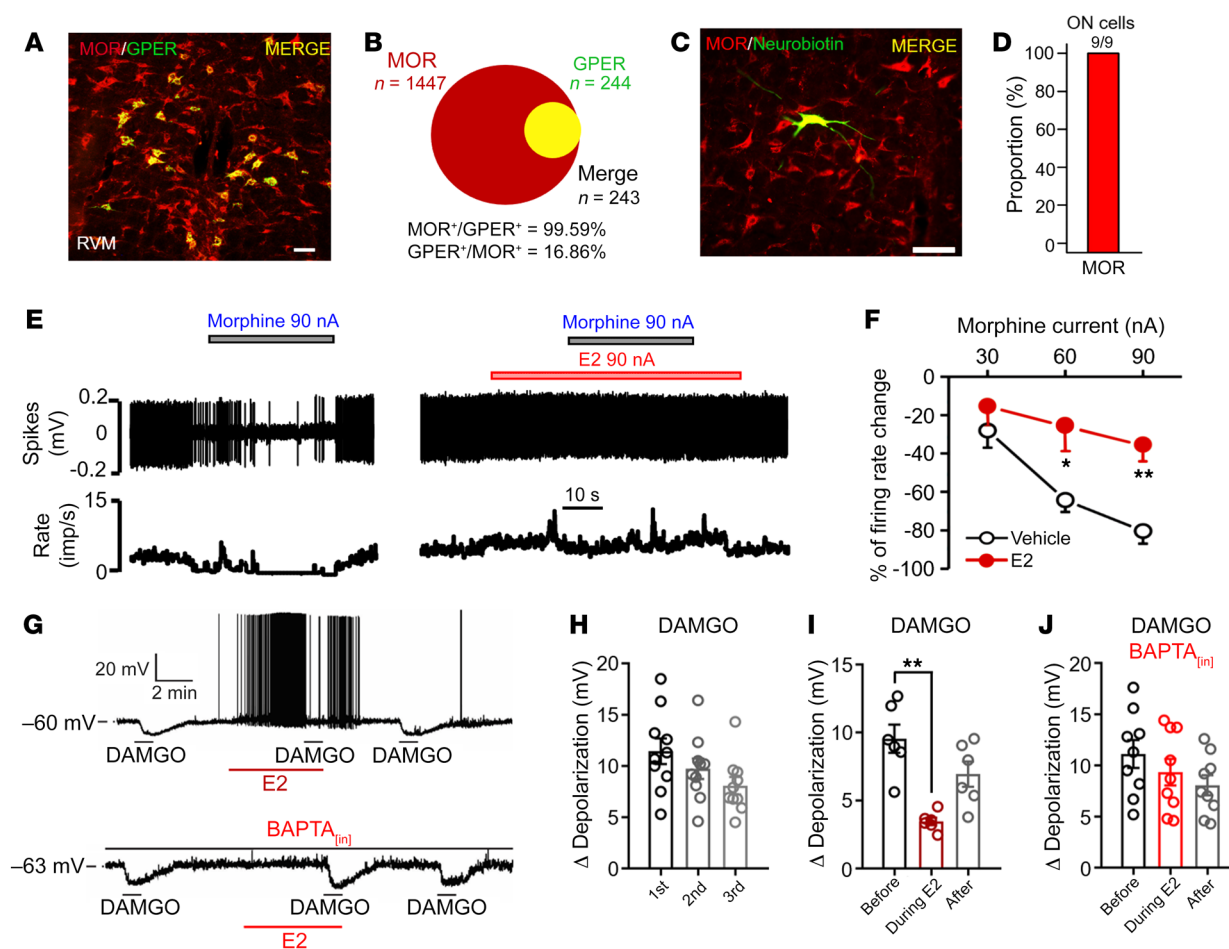 A
MOR/GPER
MERGE
RVM
B
MOR
n = 1447
GPER
n = 244
Merge
n = 243
MOR⁺/GPER⁺ = 99.59%
GPER⁺/MOR⁺ = 16.86%
C
MOR/Neurobiotin
MERGE
D
ON cells
9/9
Proportion (%)
100
80
60
40
20
0
MOR
E
Morphine 90 nA
Morphine 90 nA
E2 90 nA
Spikes
(mV)
0.2
0
-0.2
Rate
(imp/s)
15
0
10 s
F
Morphine current (nA)
30 60 90
% of firing rate change
0
-20
-40
-60
-80
-100
*
**
Vehicle
E2
G
20 mV
2 min
–60 mV
DAMGO DAMGO DAMGO
E2
BAPTA[in]
–63 mV
DAMGO DAMGO DAMGO
E2
H
DAMGO
Δ Depolarization (mV)
20
15
10
5
0
1st 2nd 3rd
I
DAMGO
Δ Depolarization (mV)
15
10
5
0
**
Before During E2 After
J
DAMGO
BAPTA[in]
Δ Depolarization (mV)
20
15
10
5
0
Before During E2 After